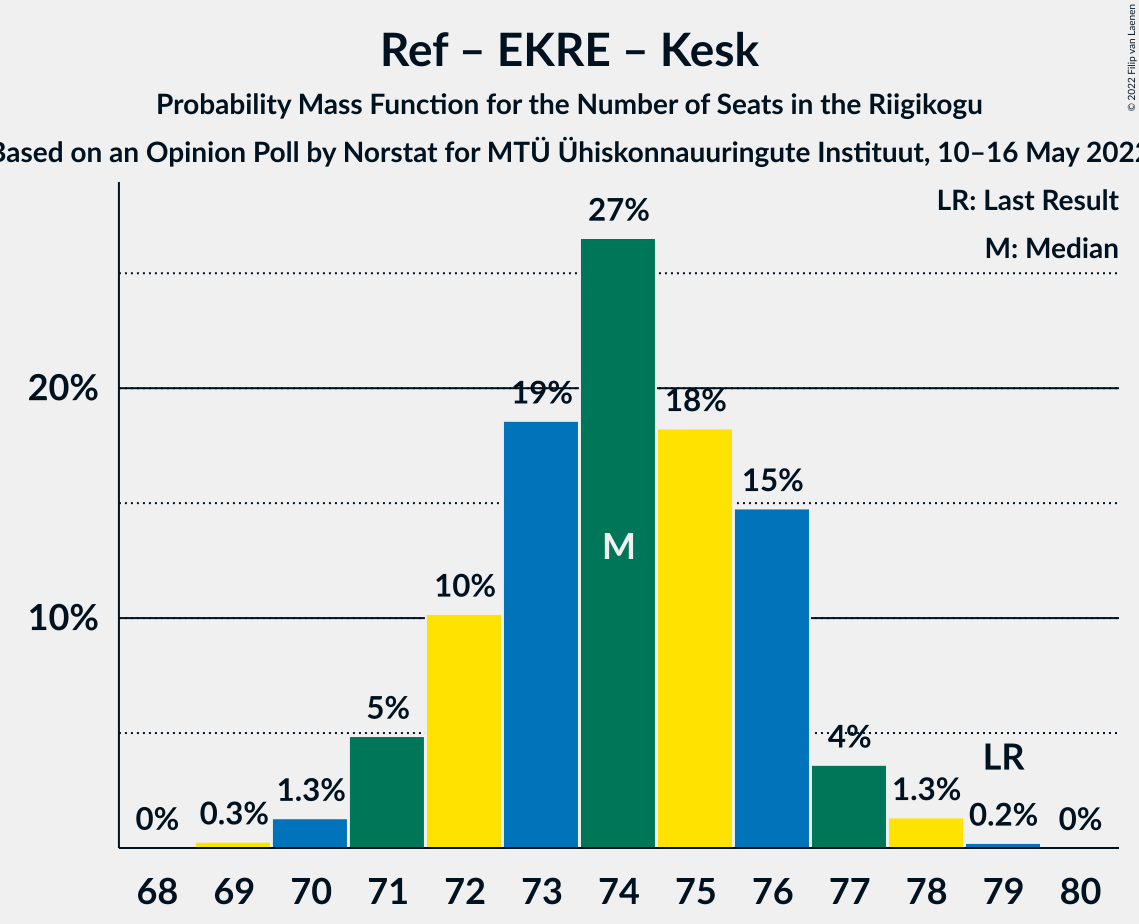 Ref – EKRE – Kesk
Probability Mass Function for the Number of Seats in the Riigikogu
Based on an Opinion Poll by Norstat for MTÜ Ühiskonnauuringute Instituut, 10–16 May 2022
© 2022 Filip van Laenen
LR: Last Result
M: Median
27%
20%
19%
18%
15%
M
10%
10%
5%
4%
LR
0%
0.3%
1.3%
1.3%
0.2%
0%
68 69 70 71 72 73 74 75 76 77 78 79 80